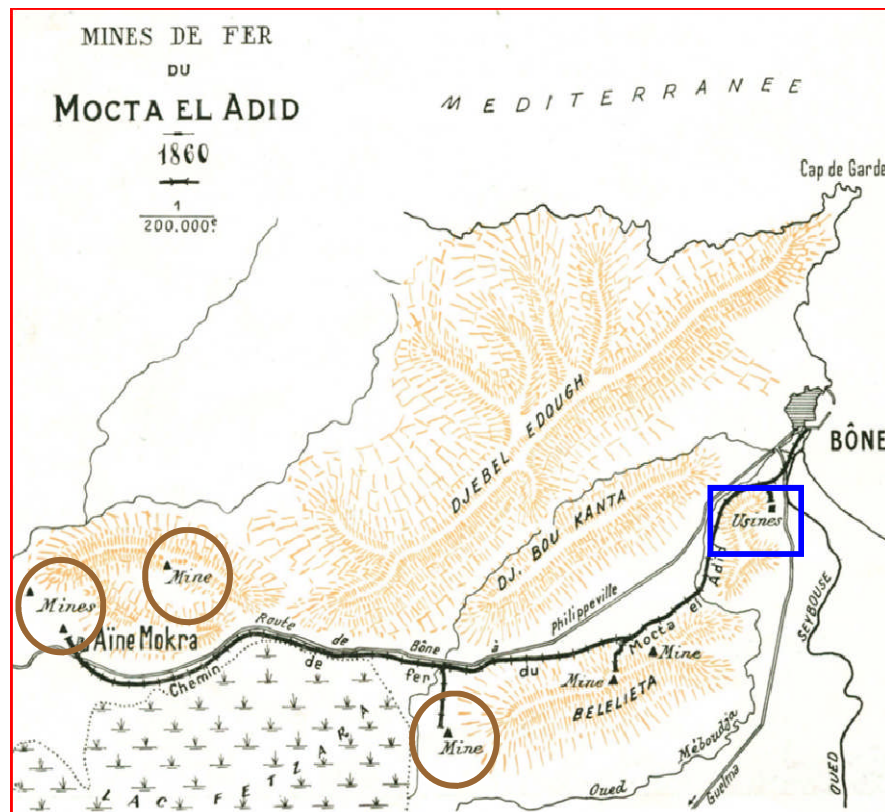 MINES DE FER
DU
MOCTA EL ADID
1860
1
200.000e
MEDITERRANEE
Cap de Garde
DJEBEL EDOUGH
BÔNE
DJ. BOU KANTA
Usines
Mine
Mines
Aïne Mokra
Route de Bône à Philippeville
Chemin de fer du Mocta el Adid
SEYBOUSE
Mine
Mine
BELELIETA
Mine
Méboudja
Oued
Guelma
OUED
LAC FETZARA